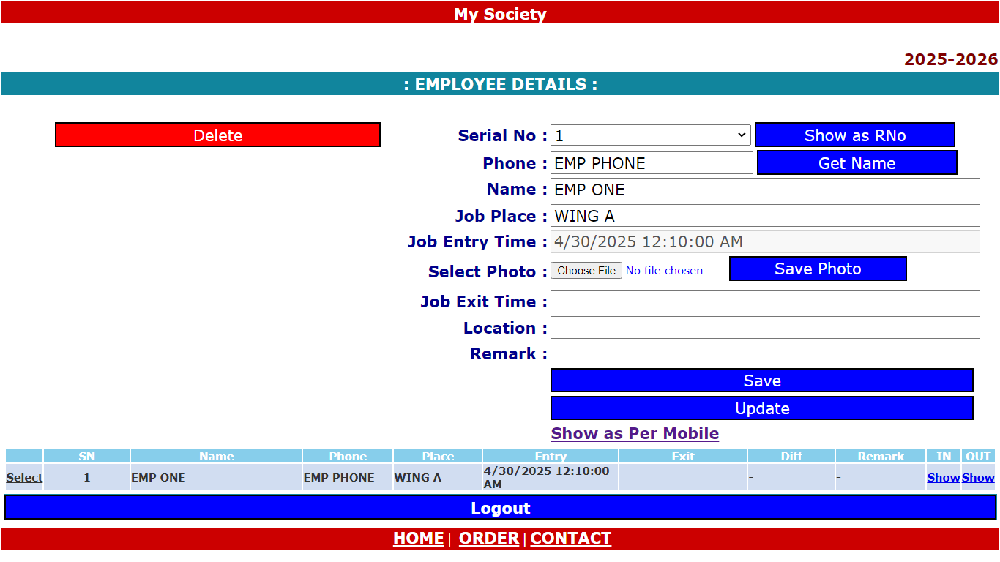 My Society
2025-2026
: EMPLOYEE DETAILS :
Delete
Serial No : 1 Show as RNo
Phone : EMP PHONE Get Name
Name : EMP ONE
Job Place : WING A
Job Entry Time : 4/30/2025 12:10:00 AM
Select Photo : Choose File No file chosen Save Photo
Job Exit Time :
Location :
Remark :
Save
Update
Show as Per Mobile
SN Name Phone Place Entry Exit Diff Remark IN OUT
Select 1 EMP ONE EMP PHONE WING A 4/30/2025 12:10:00 AM - - Show Show
Logout
HOME | ORDER | CONTACT